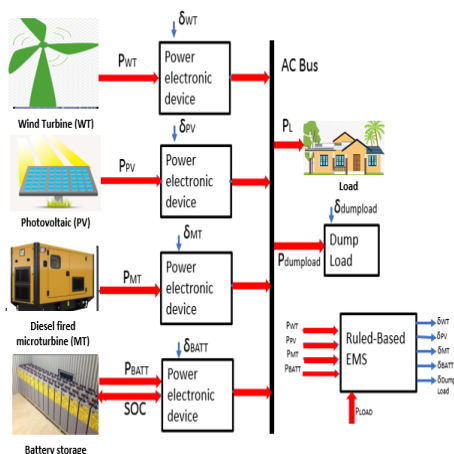 δWT
PWT
Power
electronic
device
AC Bus
Wind Turbine (WT)
δPV
PPV
Power
electronic
device
PL
Load
Photovoltaic (PV)
δMT
PMT
Power
electronic
device
δdumpload
Dump
Load
Pdumpload
Diesel fired
microturbine (MT)
δBATT
PBATT
SOC
Power
electronic
device
Battery storage
PWT
PPV
PMT
PBATT
Ruled-Based
EMS
δWT
δPV
δMT
δBATT
δDump
Load
PLOAD